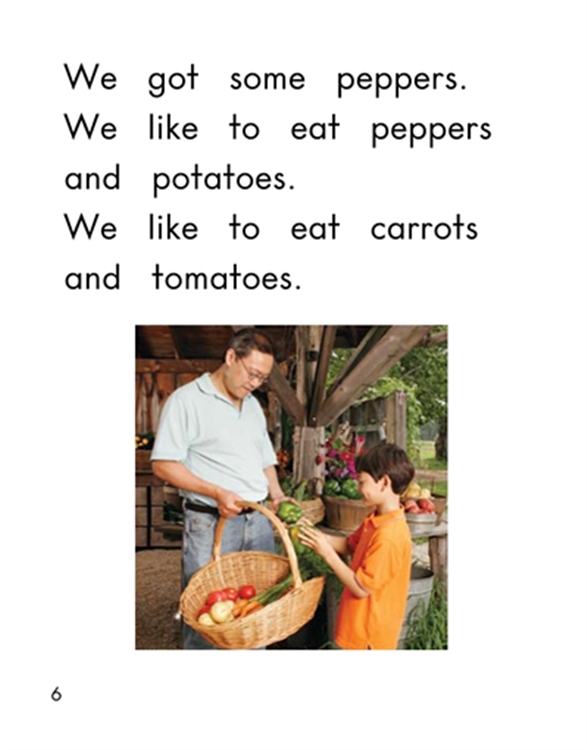 We got some peppers.
We like to eat peppers
and potatoes.
We like to eat carrots
and tomatoes.
6